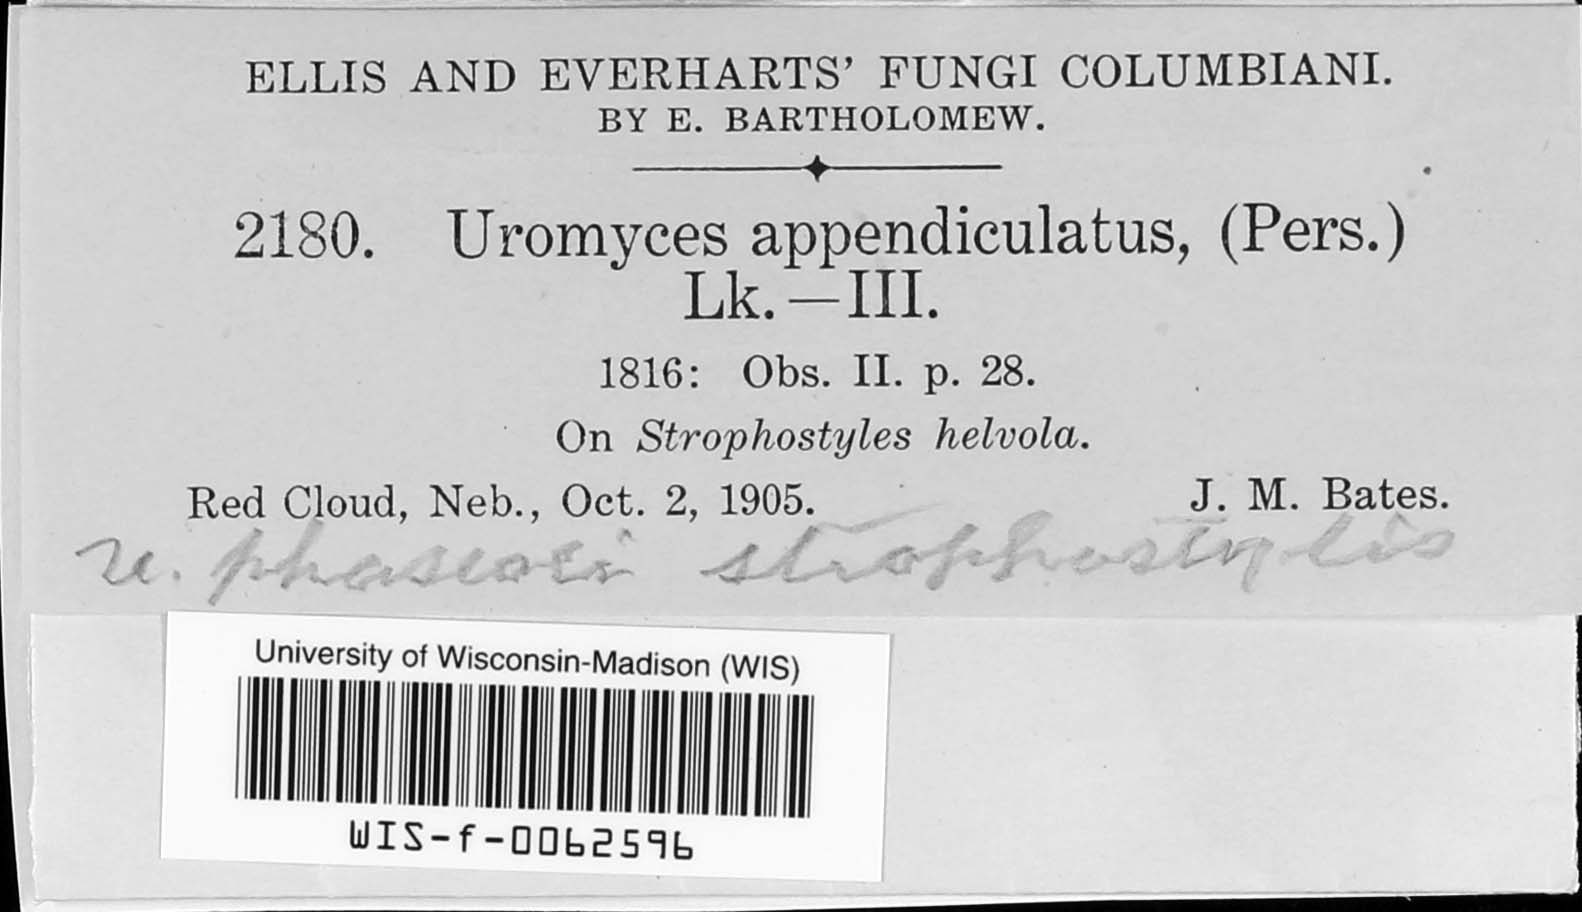 ELLIS AND EVERHARTS' FUNGI COLUMBIANI.
BY E. BARTHOLOMEW.
2180. Uromyces appendiculatus, (Pers.)
Lk.—III.
1816: Obs. II. p. 28.
On Strophostyles helvola.
Red Cloud, Neb., Oct. 2, 1905. J. M. Bates.
U. phaseoli strophostylis
University of Wisconsin-Madison (WIS)
WIS-f-0062596